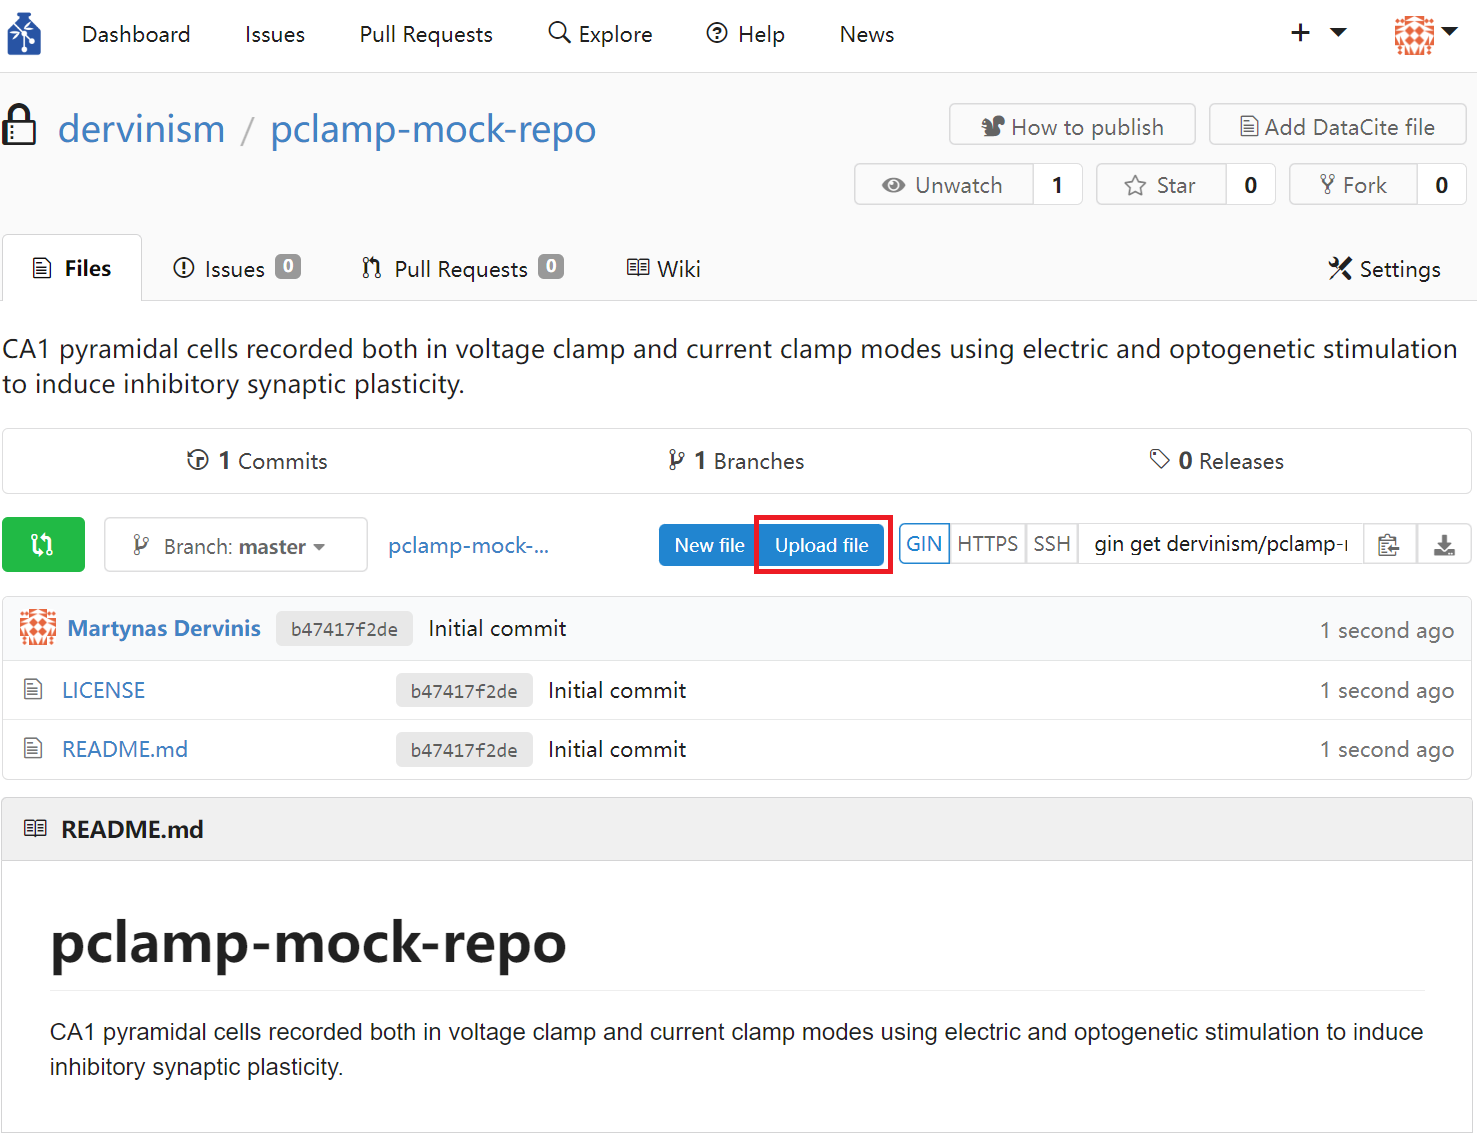 Dashboard Issues Pull Requests Explore Help News
dervinism / pclamp-mock-repo How to publish Add DataCite file
Unwatch 1 Star 0 Fork 0
Files Issues 0 Pull Requests 0 Wiki Settings
CA1 pyramidal cells recorded both in voltage clamp and current clamp modes using electric and optogenetic stimulation
to induce inhibitory synaptic plasticity.
1 Commits 1 Branches 0 Releases
Branch: master pclamp-mock-... New file Upload file GIN HTTPS SSH gin get dervinism/pclamp-
Martynas Dervinis b47417f2de Initial commit 1 second ago
LICENSE b47417f2de Initial commit 1 second ago
README.md b47417f2de Initial commit 1 second ago
README.md
pclamp-mock-repo
CA1 pyramidal cells recorded both in voltage clamp and current clamp modes using electric and optogenetic stimulation to induce
inhibitory synaptic plasticity.